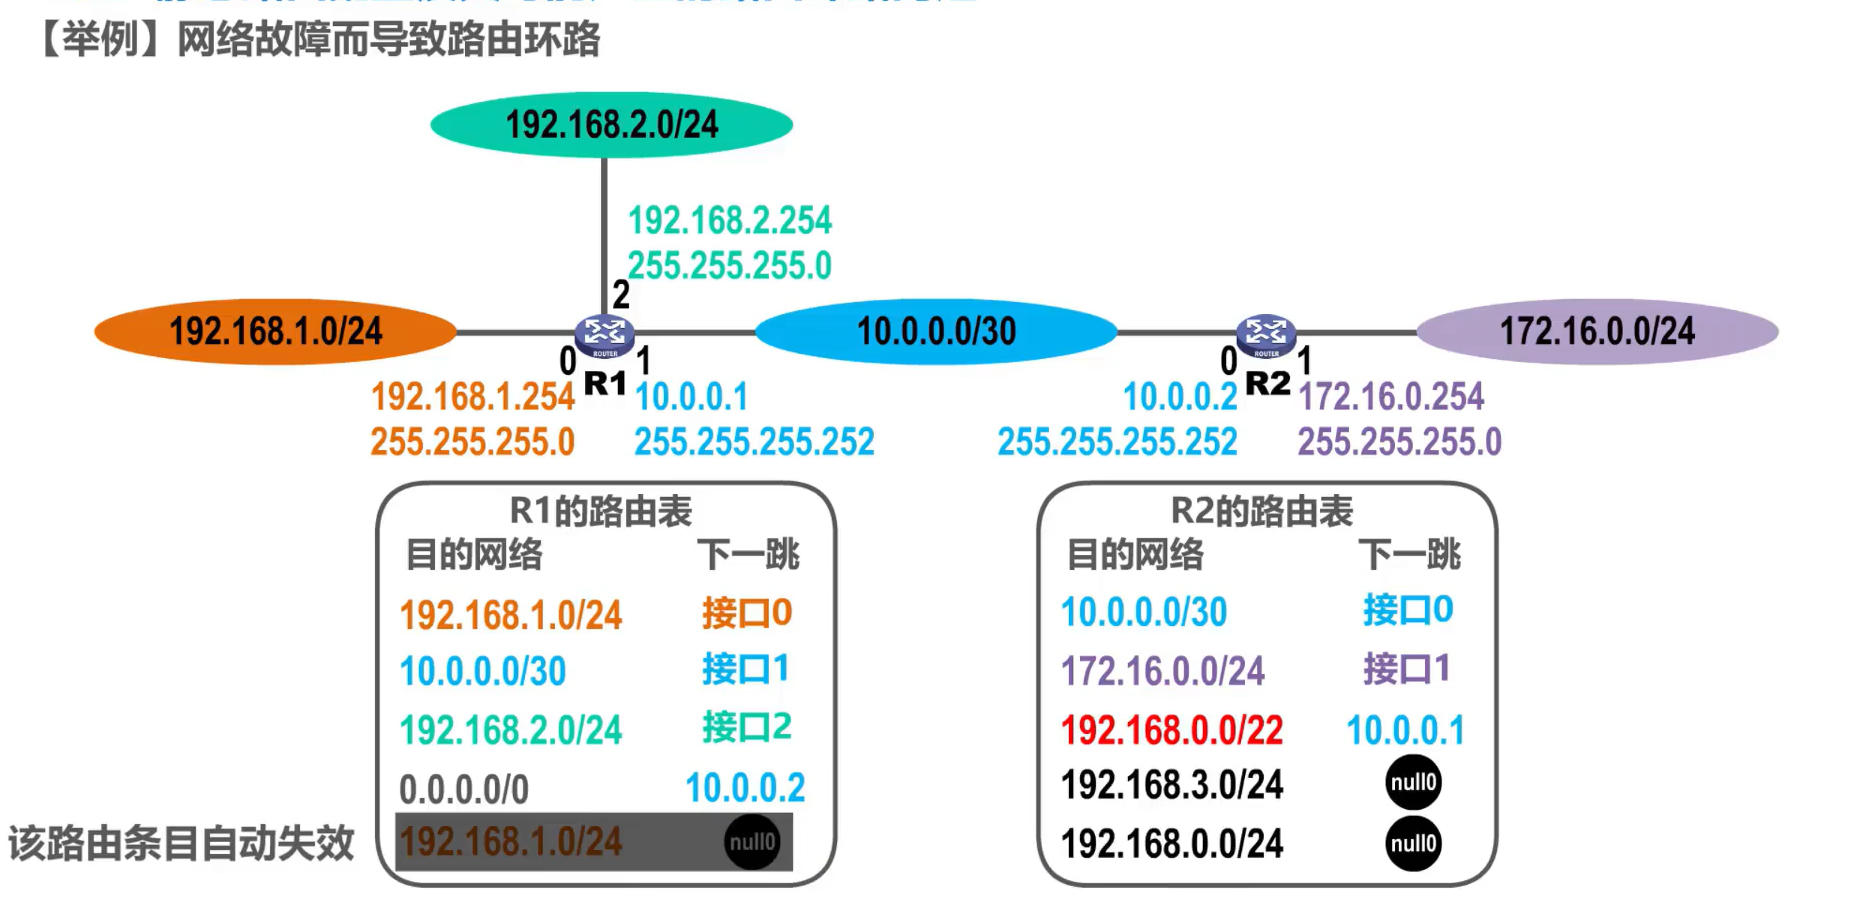 【举例】网络故障而导致路由环路
192.168.2.0/24
192.168.2.254
255.255.255.0
2
192.168.1.0/24
10.0.0.0/30
172.16.0.0/24
ROUTER
ROUTER
0
R1
1
0
R2
1
192.168.1.254
255.255.255.0
10.0.0.1
255.255.255.252
10.0.0.2
255.255.255.252
172.16.0.254
255.255.255.0
R1的路由表
目的网络 下一跳
192.168.1.0/24 接口0
10.0.0.0/30 接口1
192.168.2.0/24 接口2
0.0.0.0/0 10.0.0.2
192.168.1.0/24 null0
该路由条目自动失效
R2的路由表
目的网络 下一跳
10.0.0.0/30 接口0
172.16.0.0/24 接口1
192.168.0.0/22 10.0.0.1
192.168.3.0/24 null0
192.168.0.0/24 null0